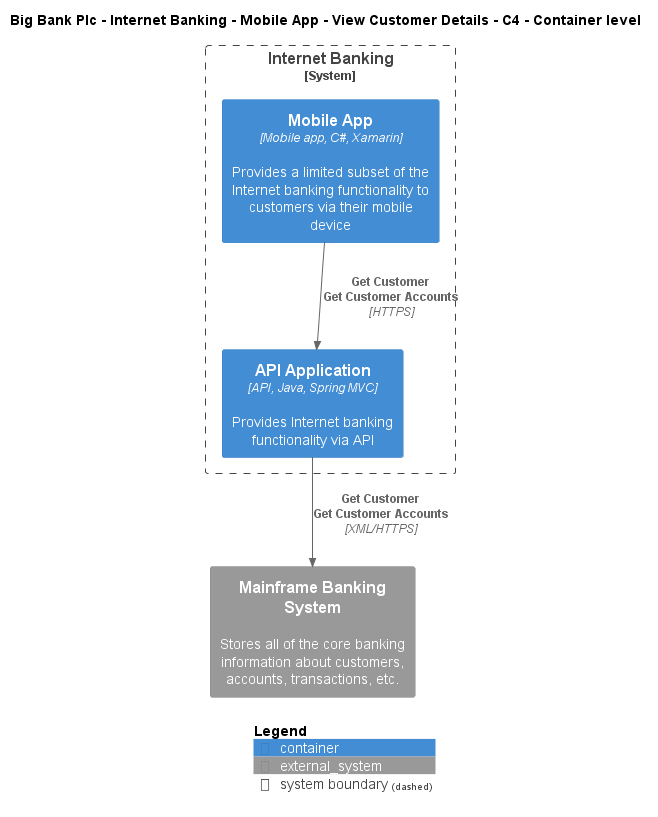 Big Bank Plc - Internet Banking - Mobile App - View Customer Details - C4 - Container level
Internet Banking
[System]
Mobile App
[Mobile app, C#, Xamarin]
Provides a limited subset of the
Internet banking functionality to
customers via their mobile
device
Get Customer
Get Customer Accounts
[HTTPS]
API Application
[API, Java, Spring MVC]
Provides Internet banking
functionality via API
Get Customer
Get Customer Accounts
[XML/HTTPS]
Mainframe Banking
System
Stores all of the core banking
information about customers,
accounts, transactions, etc.
Legend
container
external_system
system boundary (dashed)